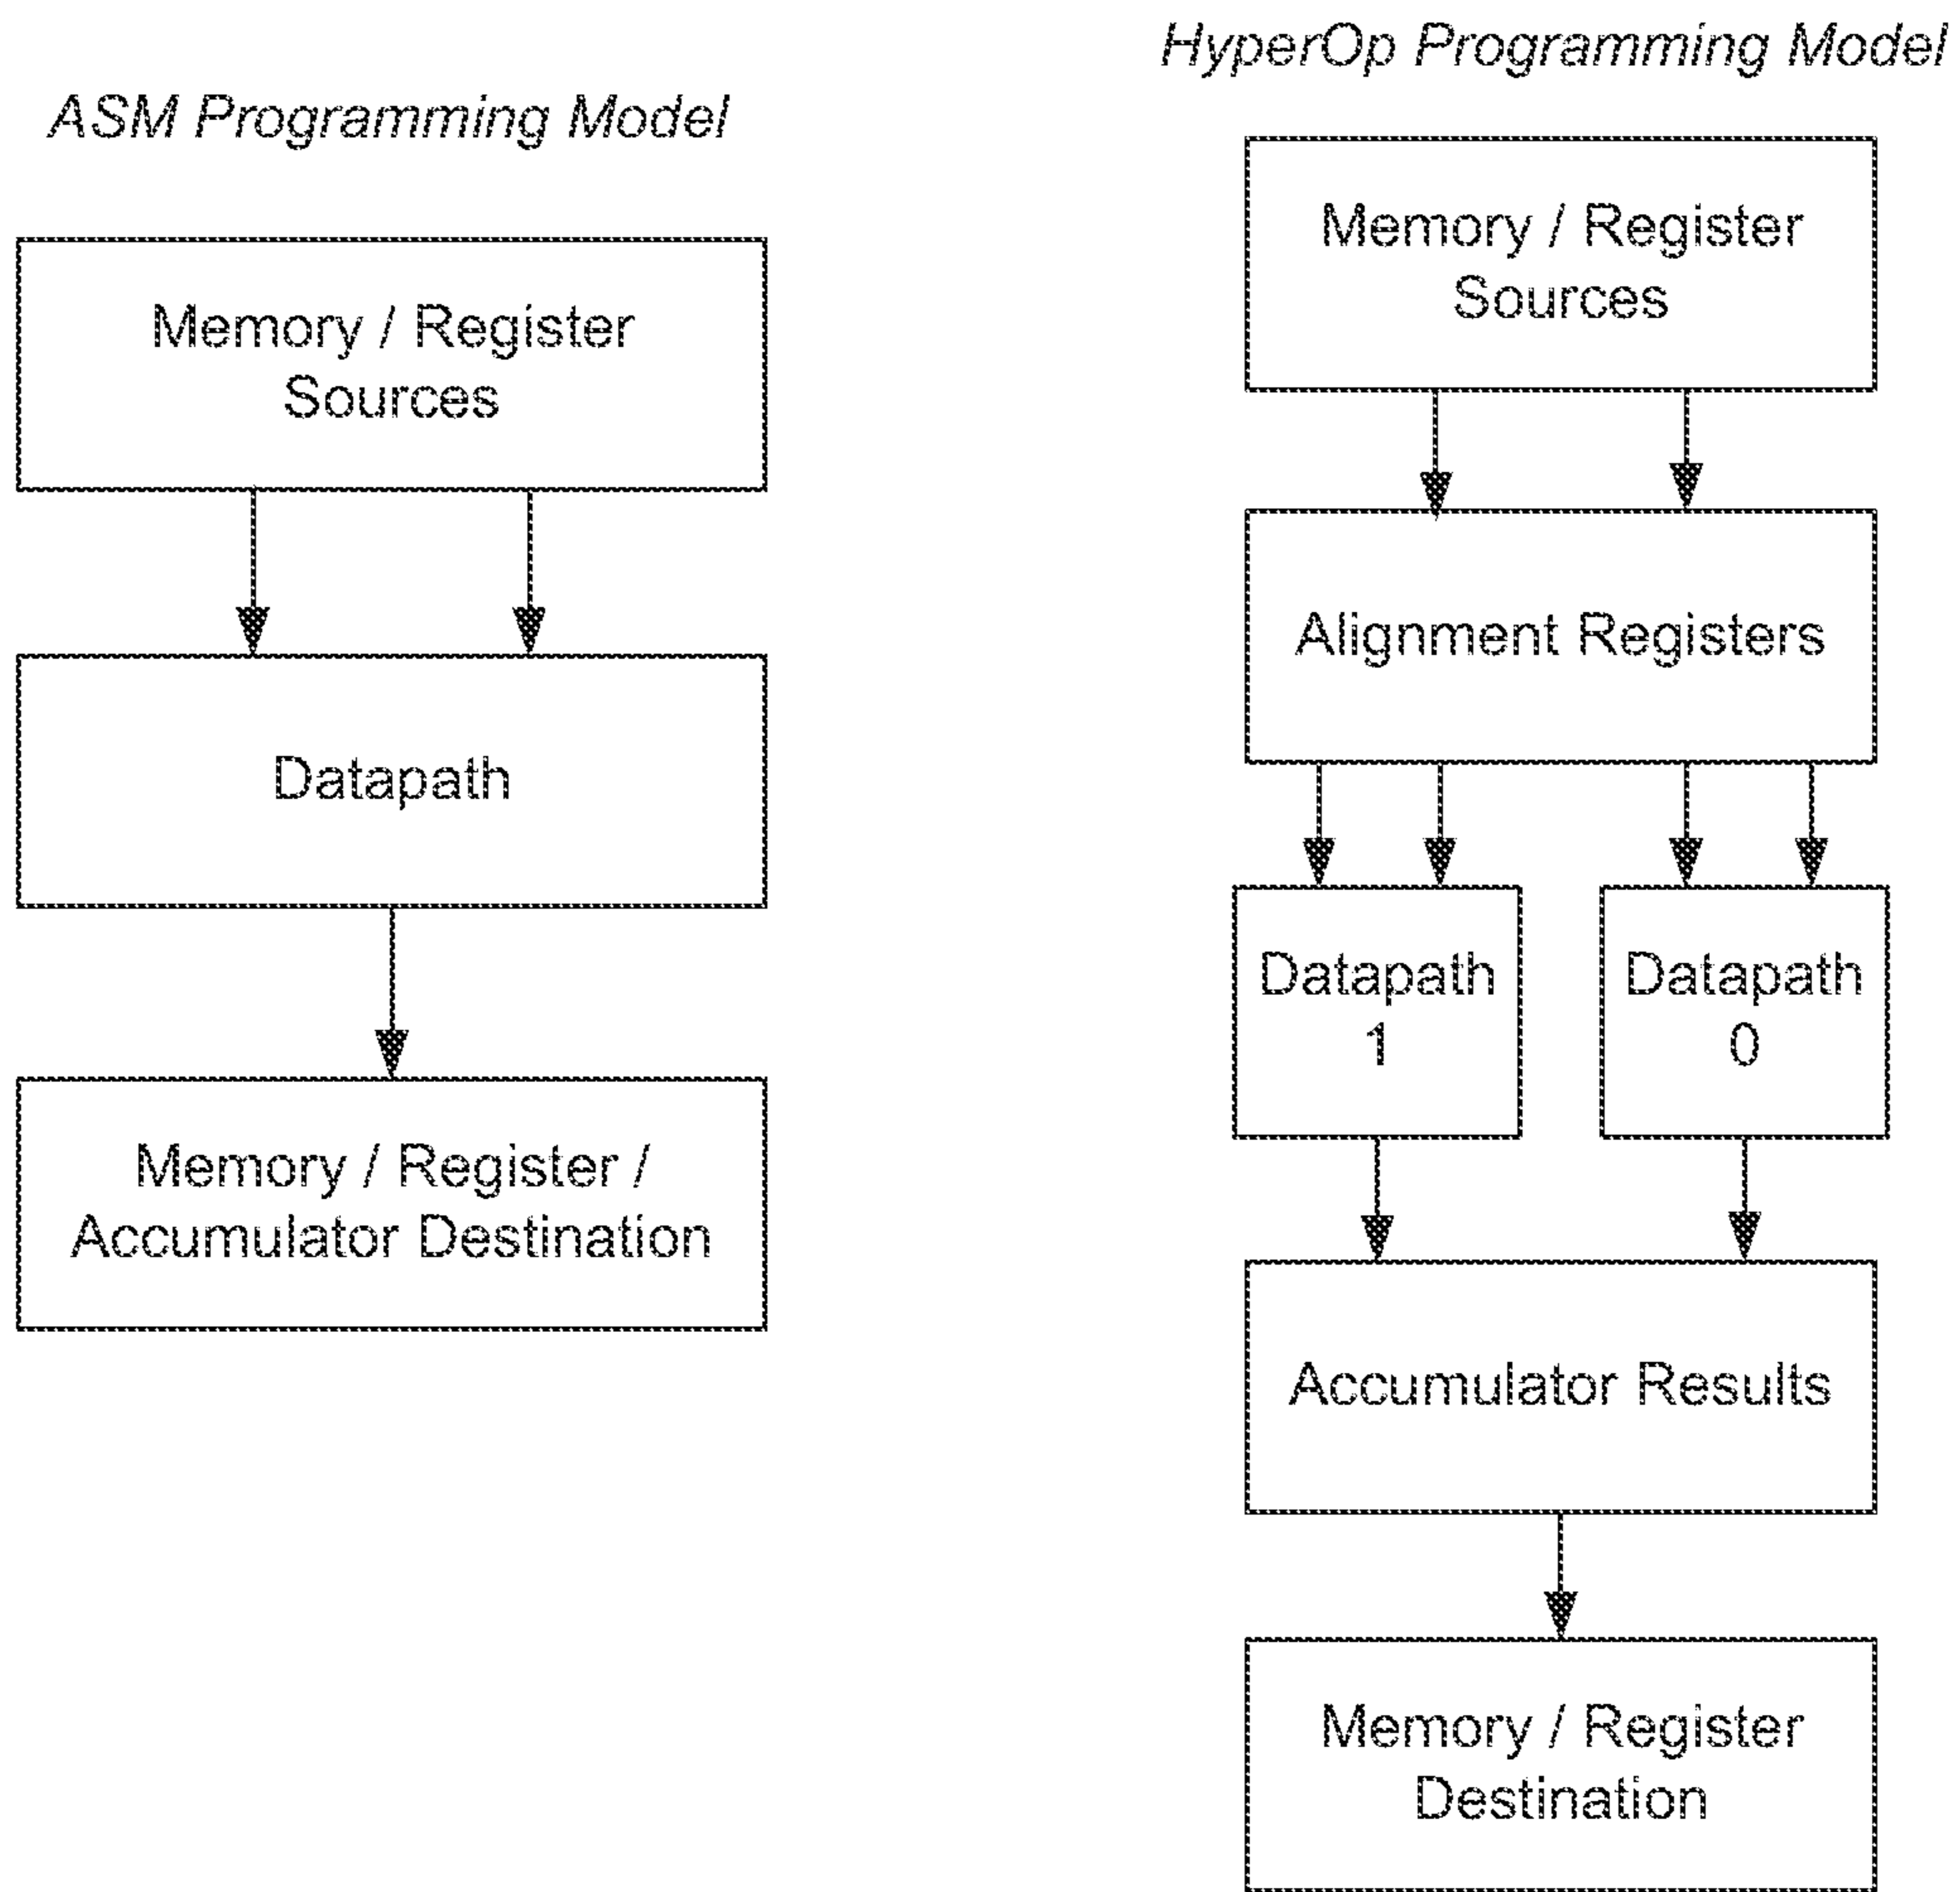 ASM Programming Model
Memory / Register
Sources
Datapath
Memory / Register /
Accumulator Destination
HyperOp Programming Model
Memory / Register
Sources
Alignment Registers
Datapath
1
Datapath
0
Accumulator Results
Memory / Register
Destination